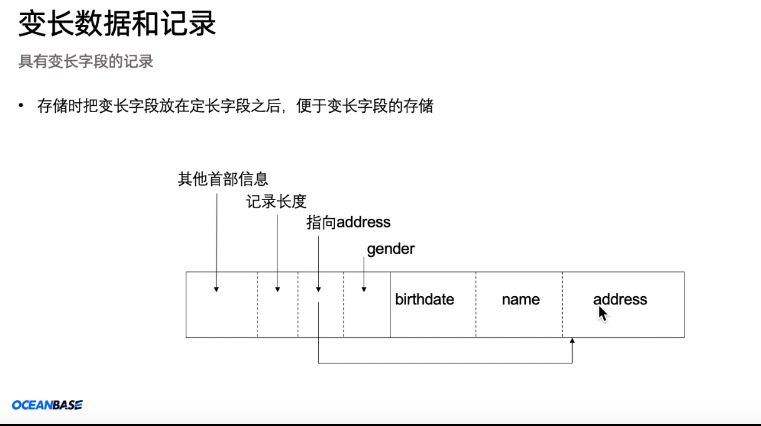 变长数据和记录
具有变长字段的记录
• 存储时把变长字段放在定长字段之后，便于变长字段的存储
其他首部信息
记录长度
指向address
gender
birthdate name address
OCEANBASE